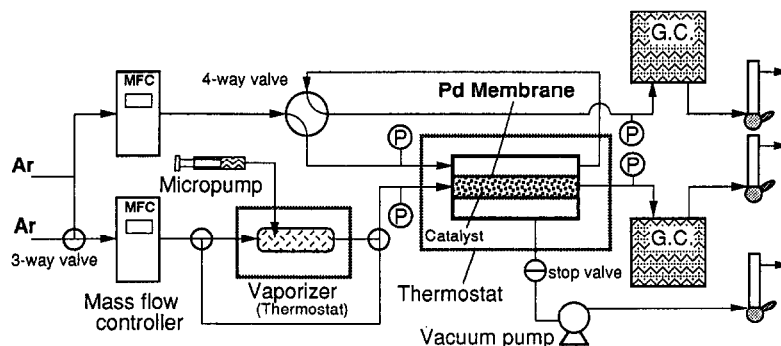 MFC
4-way valve
G.C.
Pd Membrane
P
P
Ar
Micropump
P
P
Ar
MFC
3-way valve
Catalyst
G.C.
Vaporizer
(Thermostat)
stop valve
Thermostat
Mass flow
controller
Vacuum pump